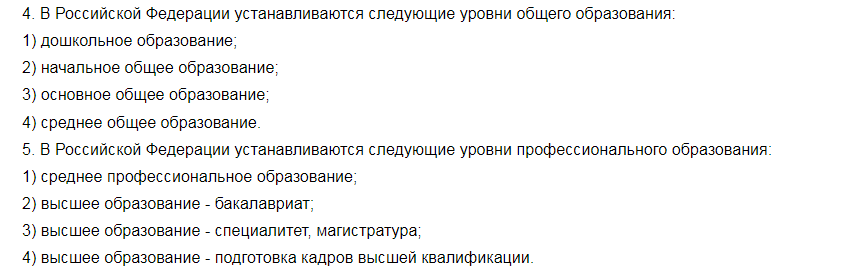 4. В Российской Федерации устанавливаются следующие уровни общего образования:
1) дошкольное образование;
2) начальное общее образование;
3) основное общее образование;
4) среднее общее образование.
5. В Российской Федерации устанавливаются следующие уровни профессионального образования:
1) среднее профессиональное образование;
2) высшее образование - бакалавриат;
3) высшее образование - специалитет, магистратура;
4) высшее образование - подготовка кадров высшей квалификации.